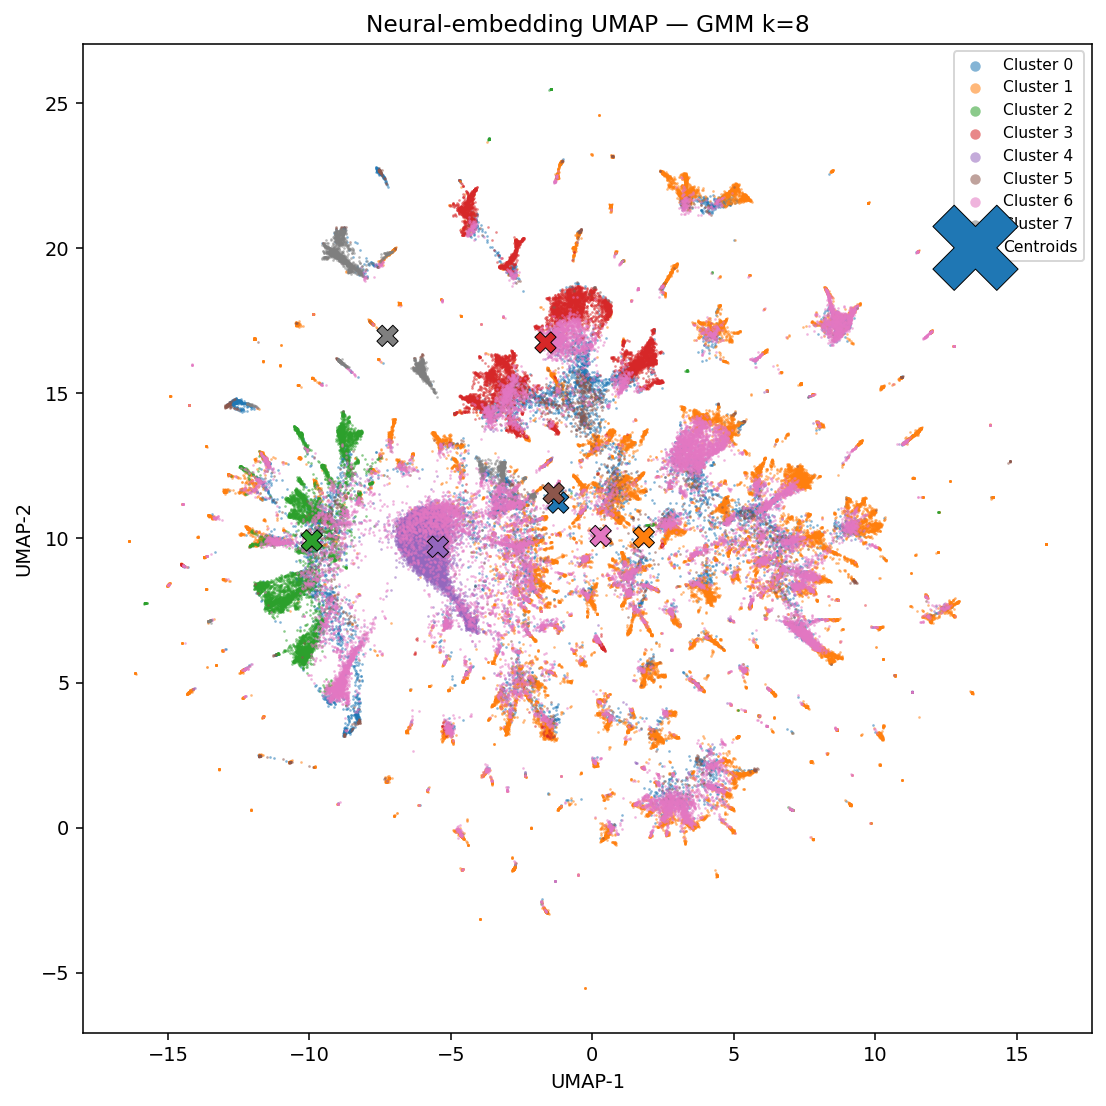 Neural-embedding UMAP — GMM k=8
Cluster 0
Cluster 1
Cluster 2
Cluster 3
Cluster 4
Cluster 5
Cluster 6
Cluster 7
Centroids
25
20
15
10
5
0
−5
UMAP-2
−15
−10
−5
0
5
10
15
UMAP-1